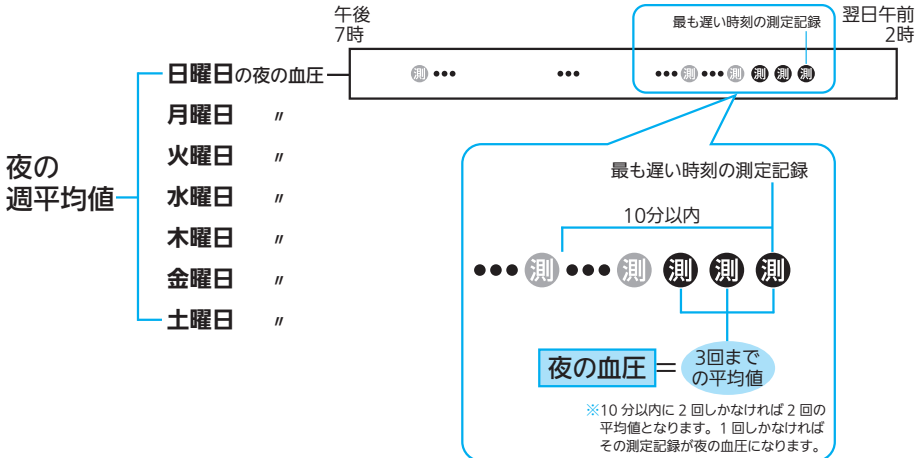 午後
7時
最も遅い時刻の測定記録
翌日午前
2時
日曜日の夜の血圧
測•••
•••
•••測•••測測測測
月曜日 〃
火曜日 〃
水曜日 〃
木曜日 〃
金曜日 〃
土曜日 〃
夜の
週平均値
最も遅い時刻の測定記録
10分以内
•••測•••測測測測
夜の血圧=3回まで
の平均値
※10 分以内に 2 回しかなければ 2 回の
平均値となります。1 回しかなければ
その測定記録が夜の血圧になります。